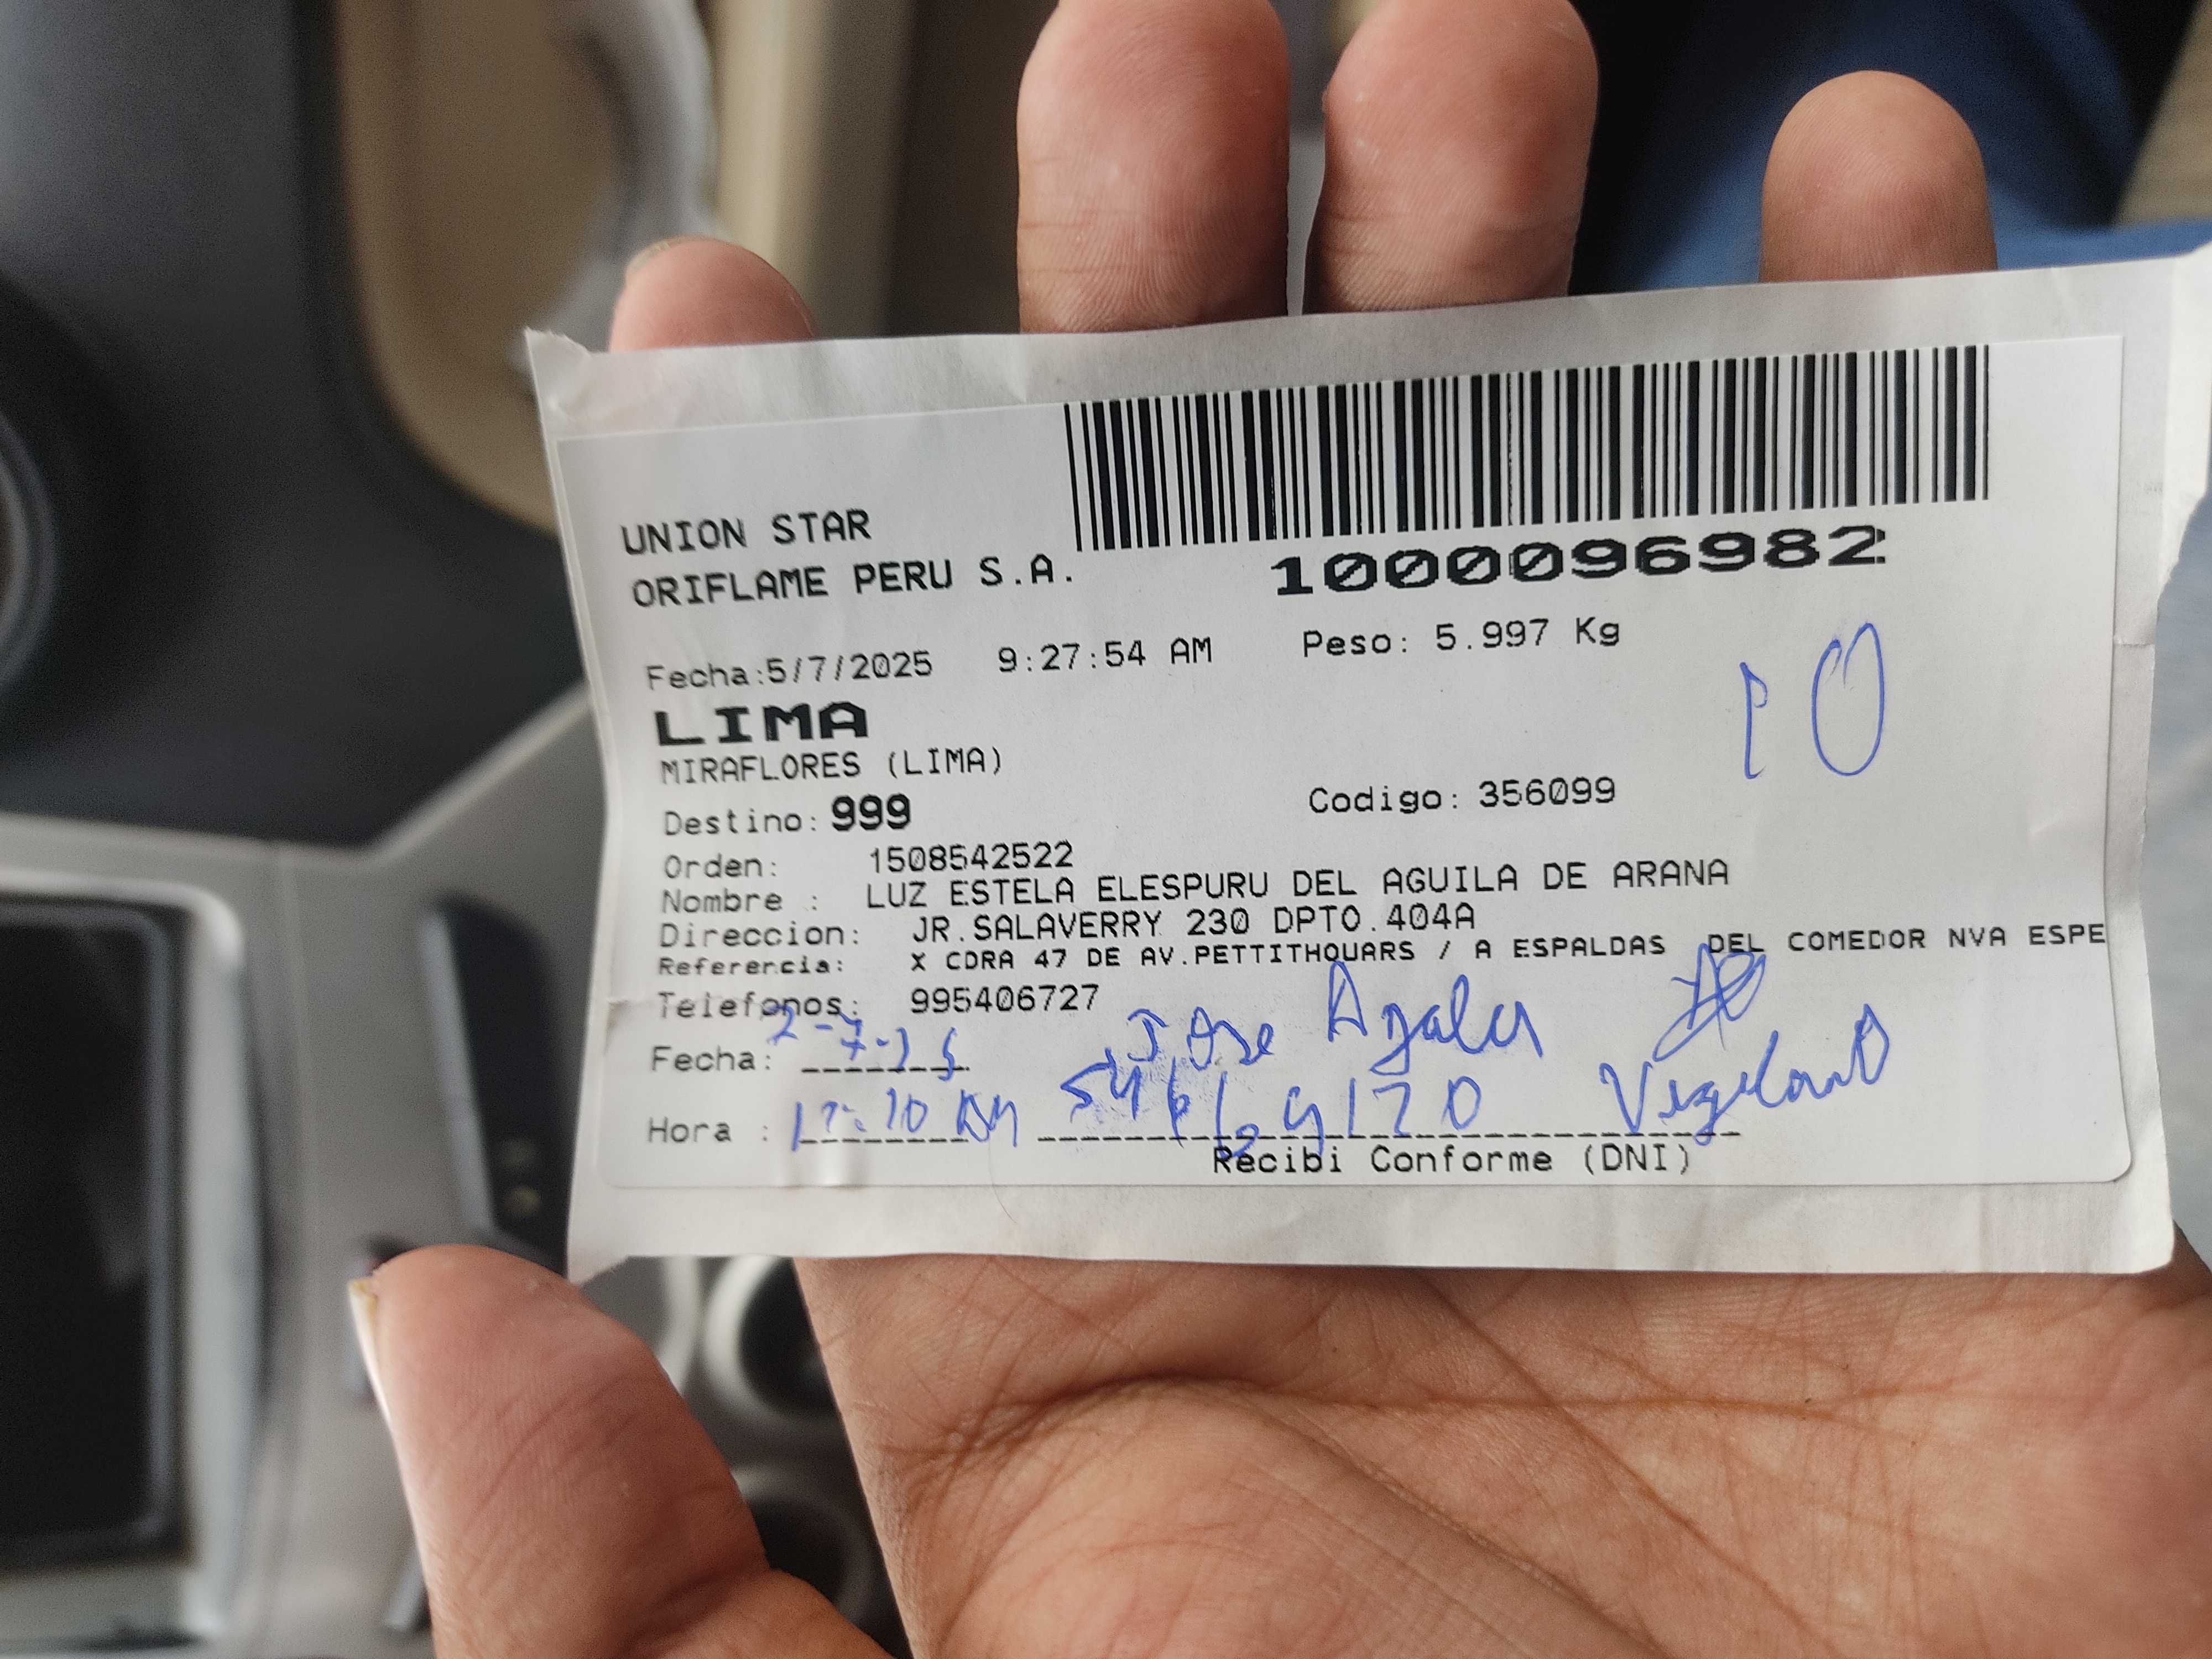 UNION STAR
ORIFLAME PERU S.A.
1000096982
Fecha:5/7/2025 9:27:54 AM Peso: 5.997 Kg
10
LIMA
MIRAFLORES (LIMA)
Destino: 999 Codigo: 356099
Orden: 1508542522
Nombre : LUZ ESTELA ELESPURU DEL AGUILA DE ARANA
Direccion: JR.SALAVERRY 230 DPTO.404A
Referencia: X CDRA 47 DE AV.PETTITHOUARS / A ESPALDAS DEL COMEDOR NVA ESPE
Telefonos: 995406727
Fecha: Jose
Hora :
Recibi Conforme (DNI)